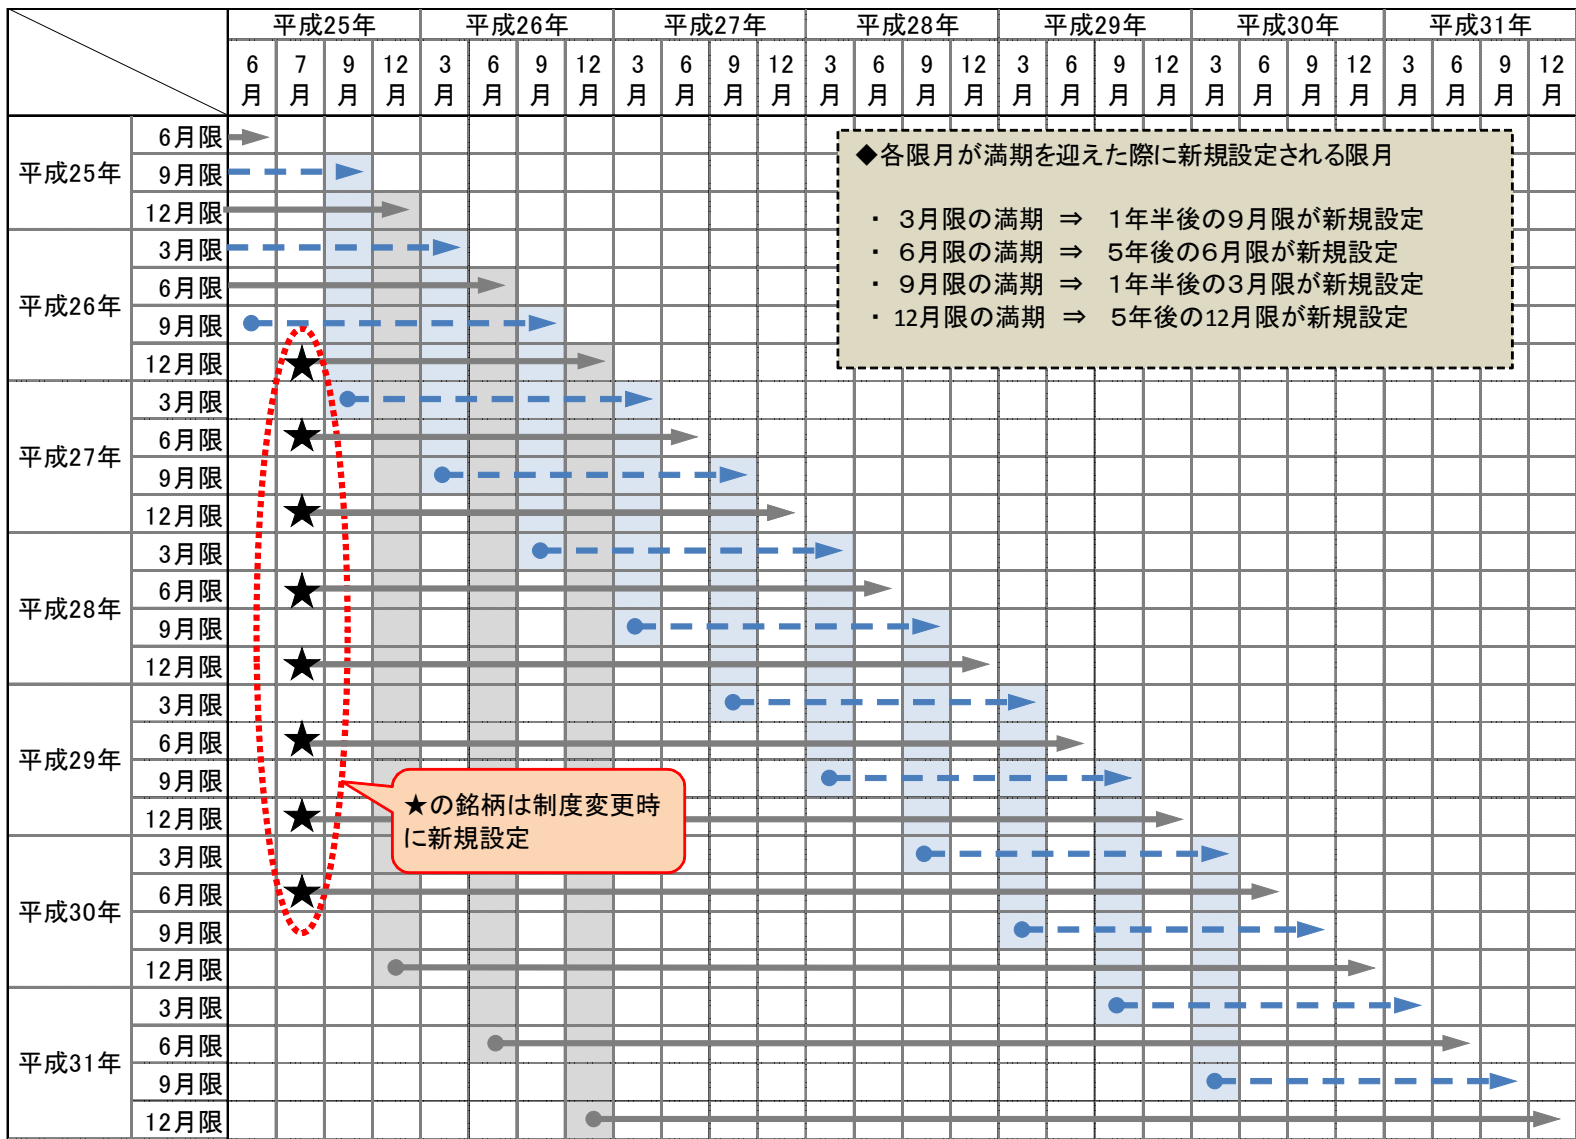 平成25年 平成26年 平成27年 平成28年 平成29年 平成30年 平成31年
6月 7月 9月 12月 3月 6月 9月 12月 3月 6月 9月 12月 3月 6月 9月 12月 3月 6月 9月 12月 3月 6月 9月 12月 3月 6月 9月 12月
平成25年
6月限
9月限
12月限
平成26年
3月限
6月限
9月限
12月限
平成27年
3月限
6月限
9月限
12月限
平成28年
3月限
6月限
9月限
12月限
平成29年
3月限
6月限
9月限
12月限
平成30年
3月限
6月限
9月限
12月限
平成31年
3月限
6月限
9月限
12月限
◆各限月が満期を迎えた際に新規設定される限月
・ 3月限の満期 ⇒ 1年半後の9月限が新規設定
・ 6月限の満期 ⇒ 5年後の6月限が新規設定
・ 9月限の満期 ⇒ 1年半後の3月限が新規設定
・ 12月限の満期 ⇒ 5年後の12月限が新規設定
★の銘柄は制度変更時
に新規設定